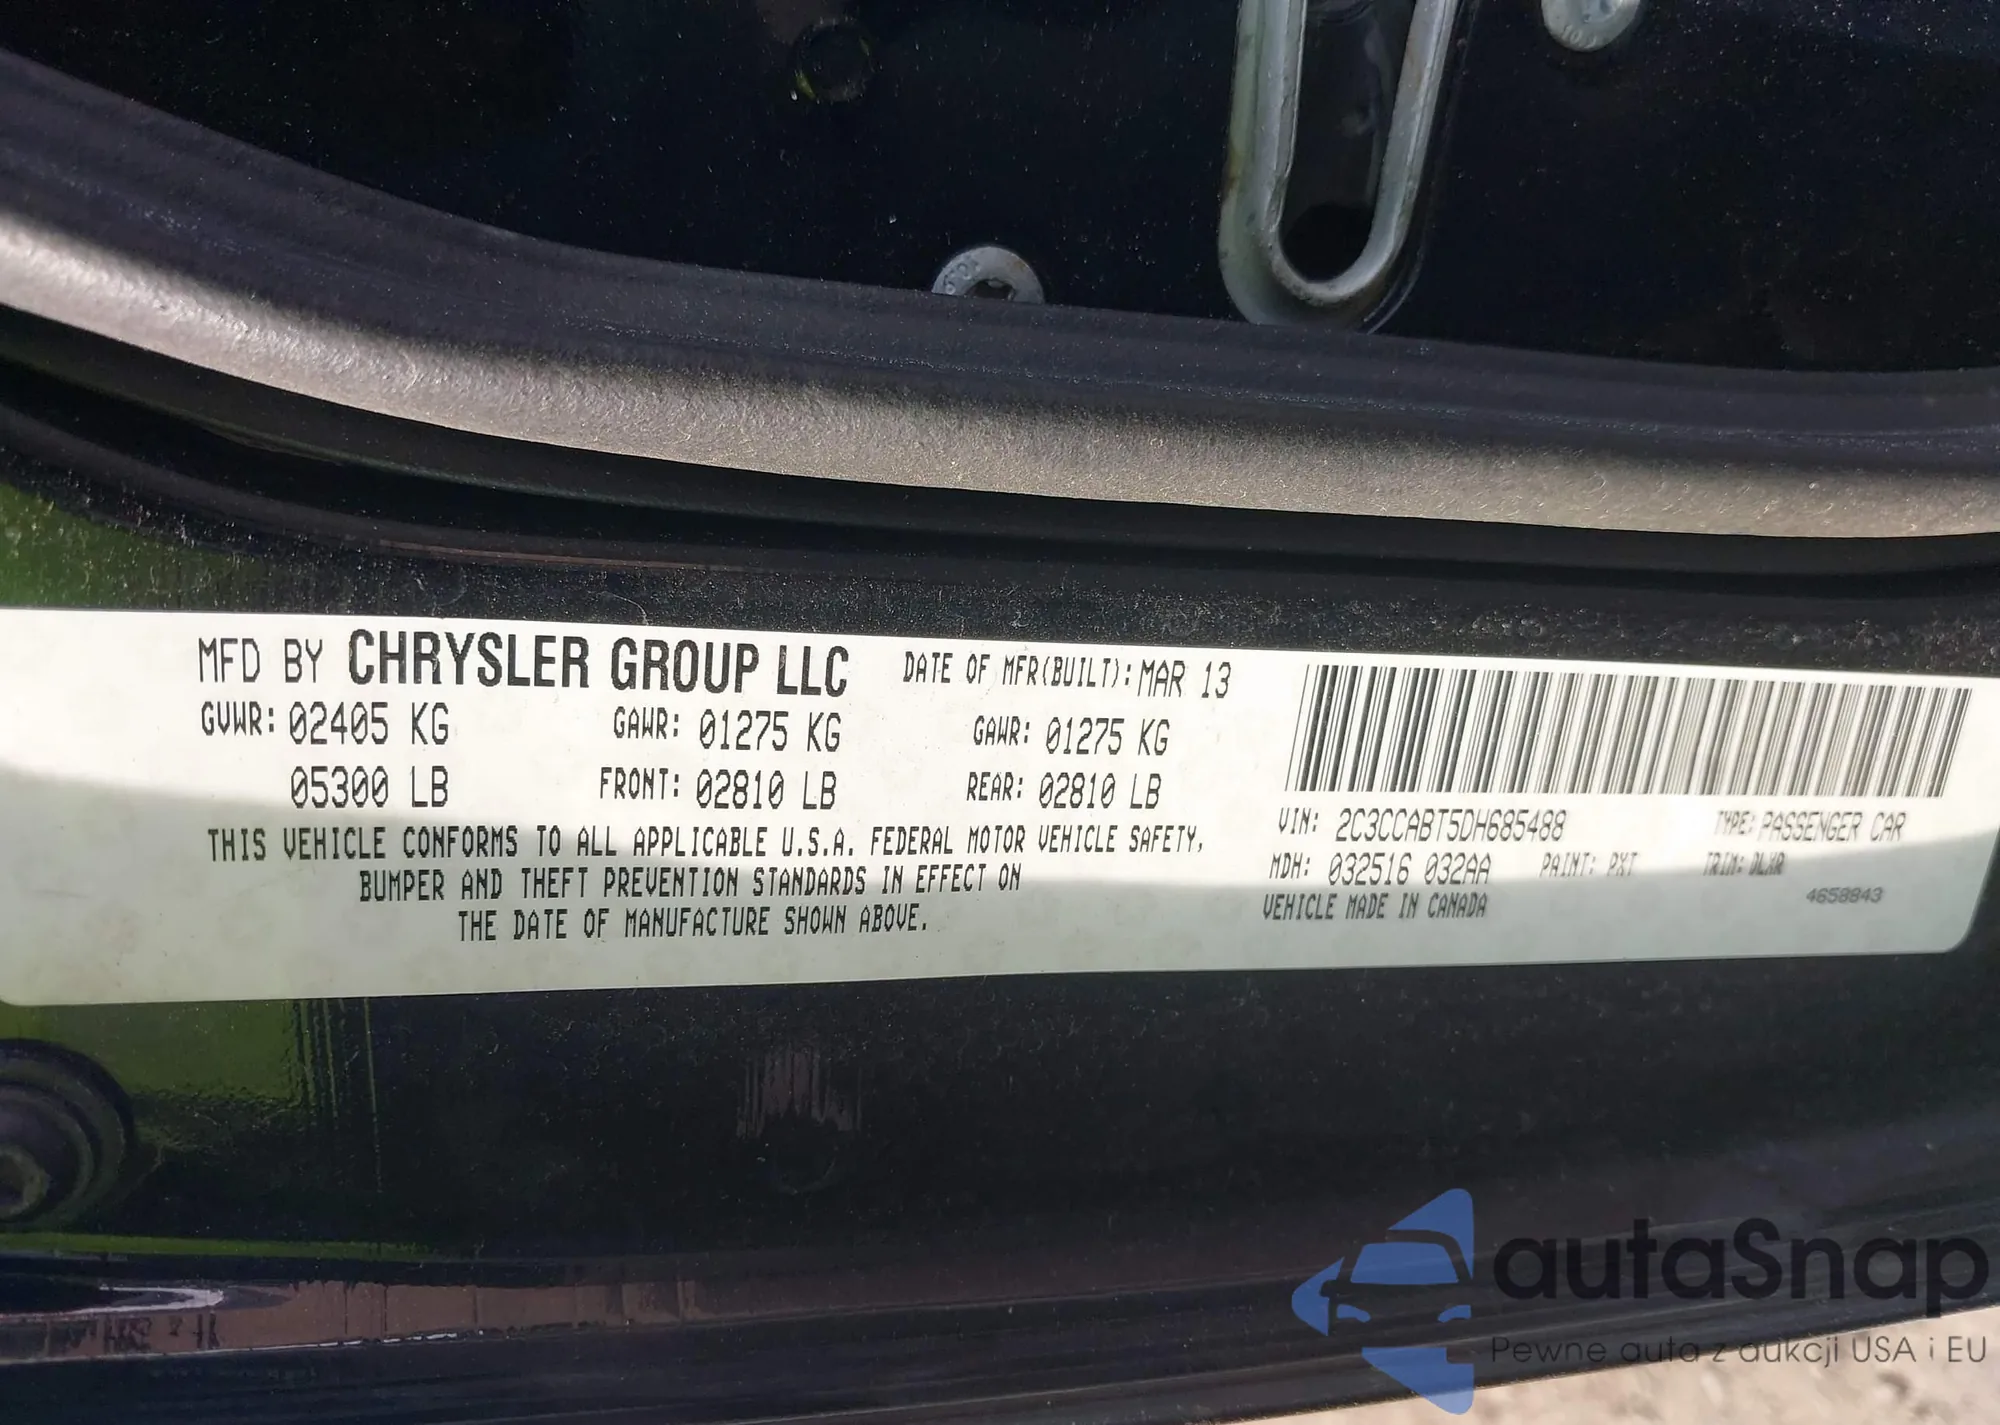 MFD BY CHRYSLER GROUP LLC DATE OF MFR(BUILT): MAR 13
GVWR: 02405 KG GAWR: 01275 KG GAWR: 01275 KG
05300 LB FRONT: 02810 LB REAR: 02810 LB
THIS VEHICLE CONFORMS TO ALL APPLICABLE U.S.A. FEDERAL MOTOR VEHICLE SAFETY,
BUMPER AND THEFT PREVENTION STANDARDS IN EFFECT ON
THE DATE OF MANUFACTURE SHOWN ABOVE.
VIN: 2C3CCABT5DH685488 TYPE: PASSENGER CAR
MDH: 032516 032AA PAINT: PXT TRIM: DLXR
VEHICLE MADE IN CANADA 4658843
autaSnap
Pewne auta z aukcji USA i EU